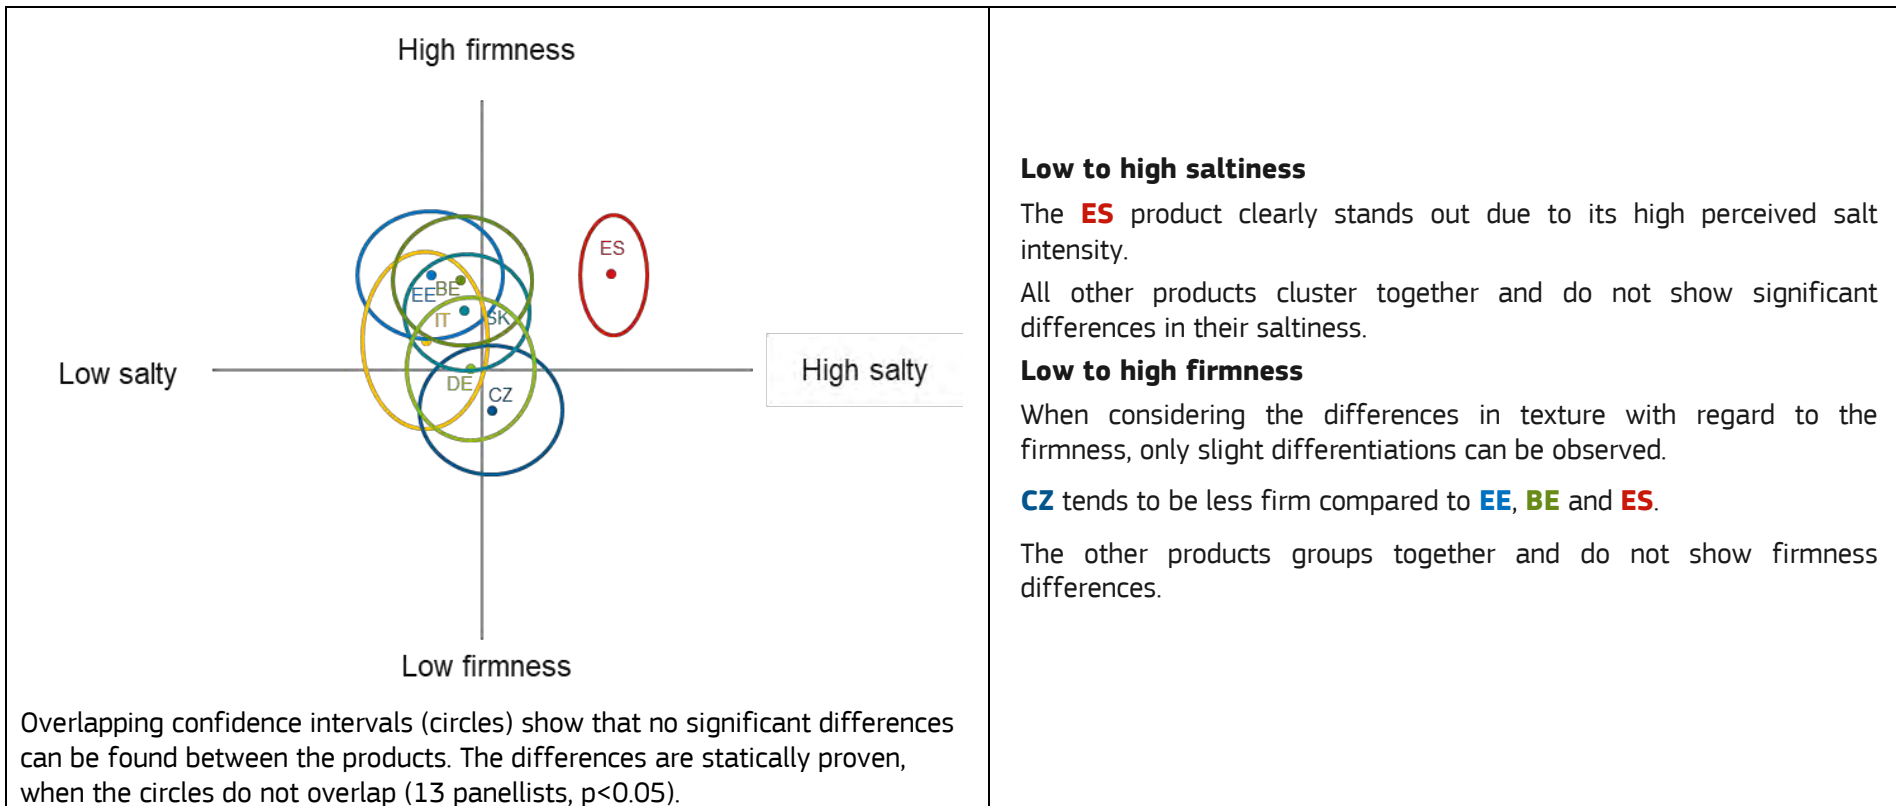 High firmness
ES
EE
BE
IT
SK
DE
CZ
Low salty
High salty
Low firmness
Overlapping confidence intervals (circles) show that no significant differences
can be found between the products. The differences are statically proven,
when the circles do not overlap (13 panellists, p<0.05).
Low to high saltiness
The ES product clearly stands out due to its high perceived salt
intensity.
All other products cluster together and do not show significant
differences in their saltiness.
Low to high firmness
When considering the differences in texture with regard to the
firmness, only slight differentiations can be observed.
CZ tends to be less firm compared to EE, BE and ES.
The other products groups together and do not show firmness
differences.